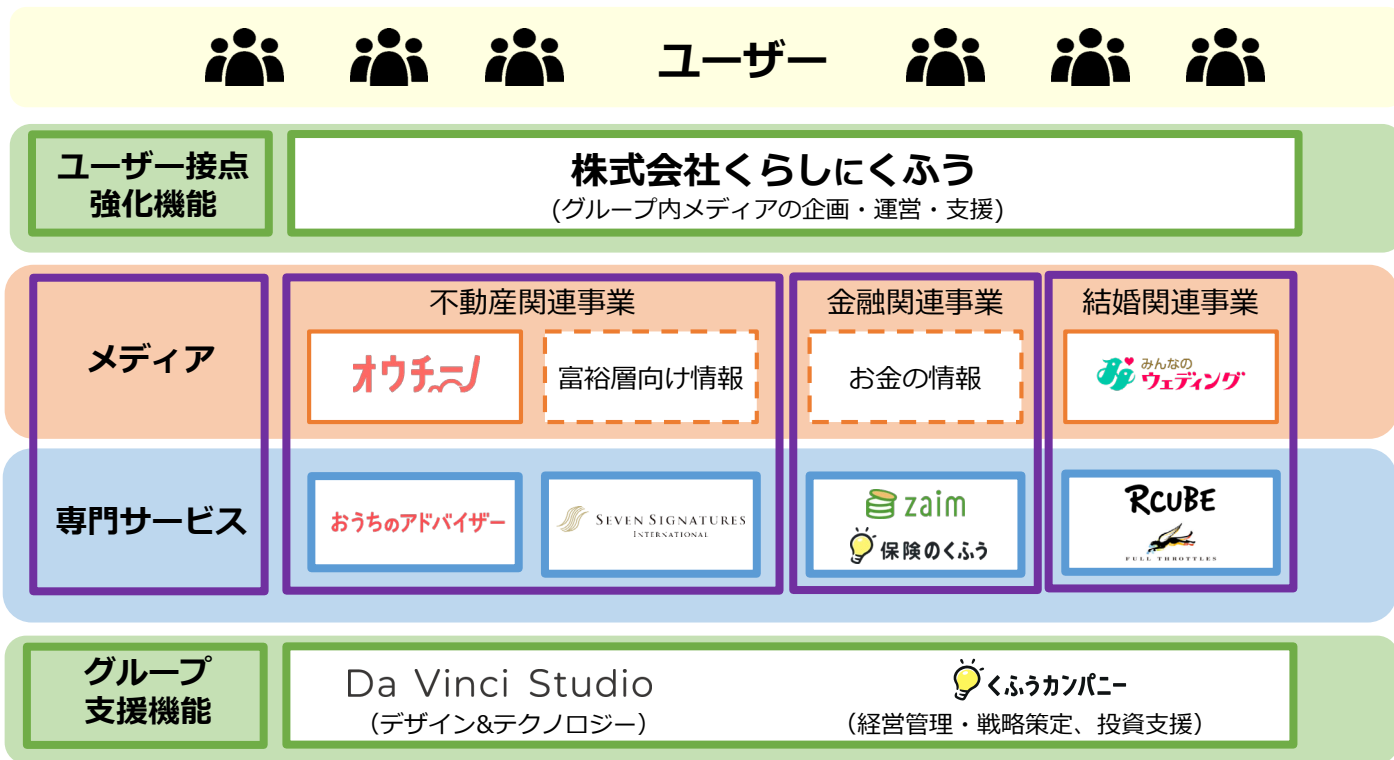 ユーザー
ユーザー接点
強化機能
株式会社くらしにくふう
(グループ内メディアの企画・運営・支援)
メディア
不動産関連事業
オウチーノ
富裕層向け情報
金融関連事業
お金の情報
結婚関連事業
みんなの
ウェディング
専門サービス
おうちのアドバイザー
SEVEN SIGNATURES
INTERNATIONAL
zaim
保険のくふう
RCUBE
FULL THROTTLES
グループ
支援機能
Da Vinci Studio
（デザイン&テクノロジー）
くふうカンパニー
（経営管理・戦略策定、投資支援）